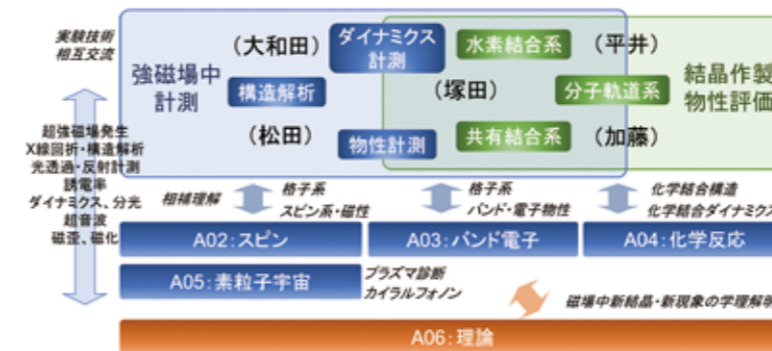 実験技術
相互交流
強磁場中
計測
(大和田)
構造解析
(松田)
ダイナミクス
計測
(塚田)
物性計測
水素結合系
(平井)
分子軌道系
共有結合系
(加藤)
結晶作製
物性評価
超強磁場発生
X線回折・構造解析
光透過・反射計測
誘電率
ダイナミクス、分光
超音波
磁歪、磁化
相補理解
格子系
スピン系・磁性
格子系
バンド・電子物性
化学結合構造
化学結合ダイナミクス
A02:スピン
A03:バンド電子
A04:化学反応
A05:素粒子宇宙
プラズマ診断
カイラルフォノン
磁場中新結晶・新現象の学理解明
A06:理論